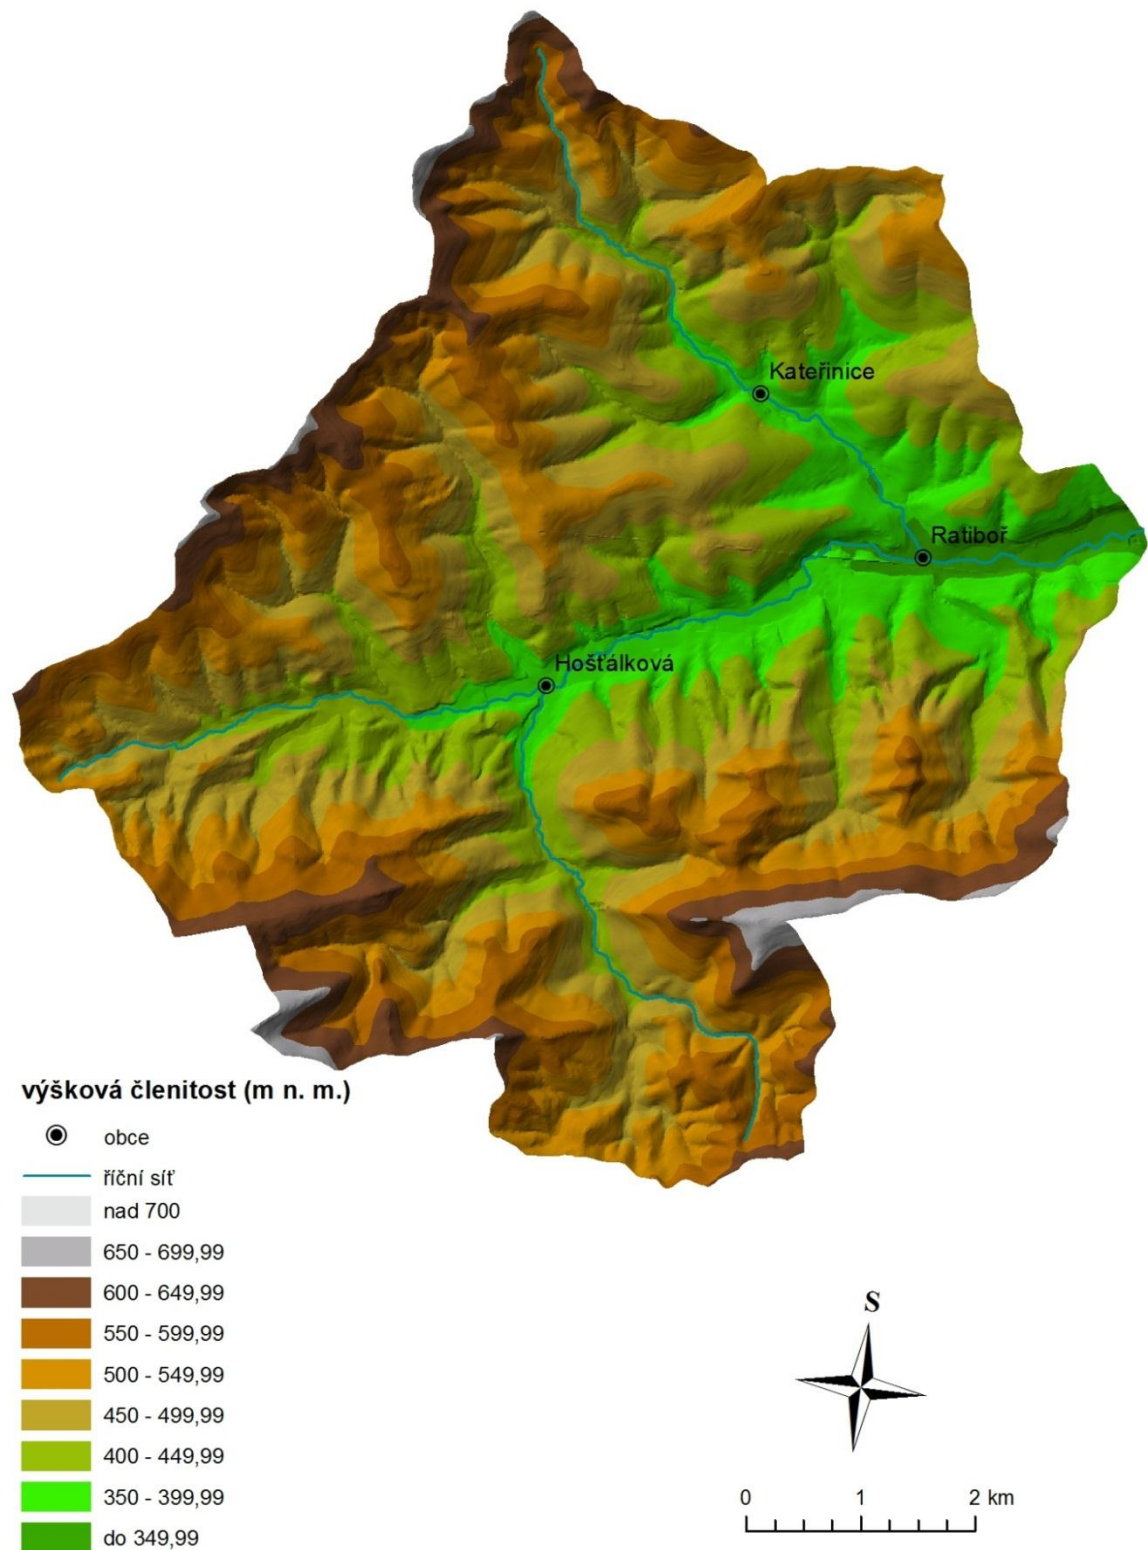 Kateřinice
Ratiboř
Hošťálková
výšková členitost (m n. m.)
obce
říční síť
nad 700
650 - 699,99
600 - 649,99
550 - 599,99
500 - 549,99
450 - 499,99
400 - 449,99
350 - 399,99
do 349,99
S
0 1 2 km